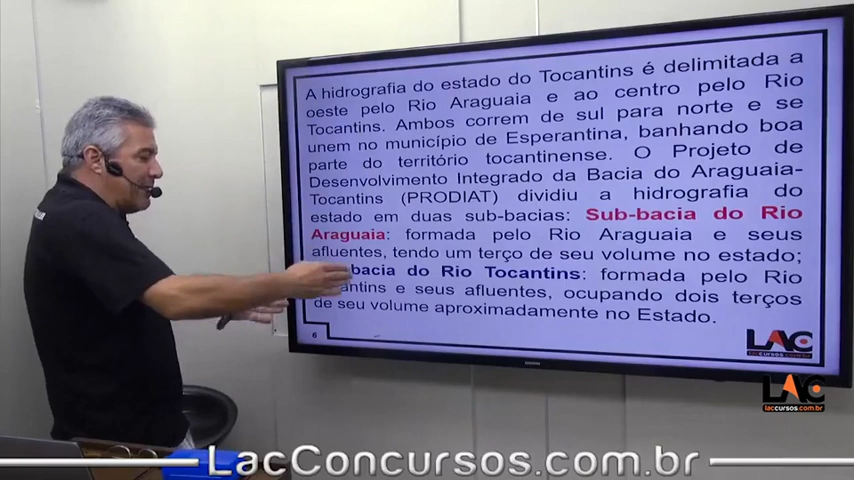 A hidrografia do estado do Tocantins é delimitada a
oeste pelo Rio Araguaia e ao centro pelo Rio
Tocantins. Ambos correm de sul para norte e se
unem no município de Esperantina, banhando boa
parte do território tocantinense. O Projeto de
Desenvolvimento Integrado da Bacia do Araguaia-
Tocantins (PRODIAT) dividiu a hidrografia do
estado em duas sub-bacias: Sub-bacia do Rio
Araguaia: formada pelo Rio Araguaia e seus
afluentes, tendo um terço de seu volume no estado;
bacia do Rio Tocantins: formada pelo Rio
antins e seus afluentes, ocupando dois terços
de seu volume aproximadamente no Estado.
6
LAC
laccursos.com.br
LAC
laccursos.com.br
LacConcursos.com.br